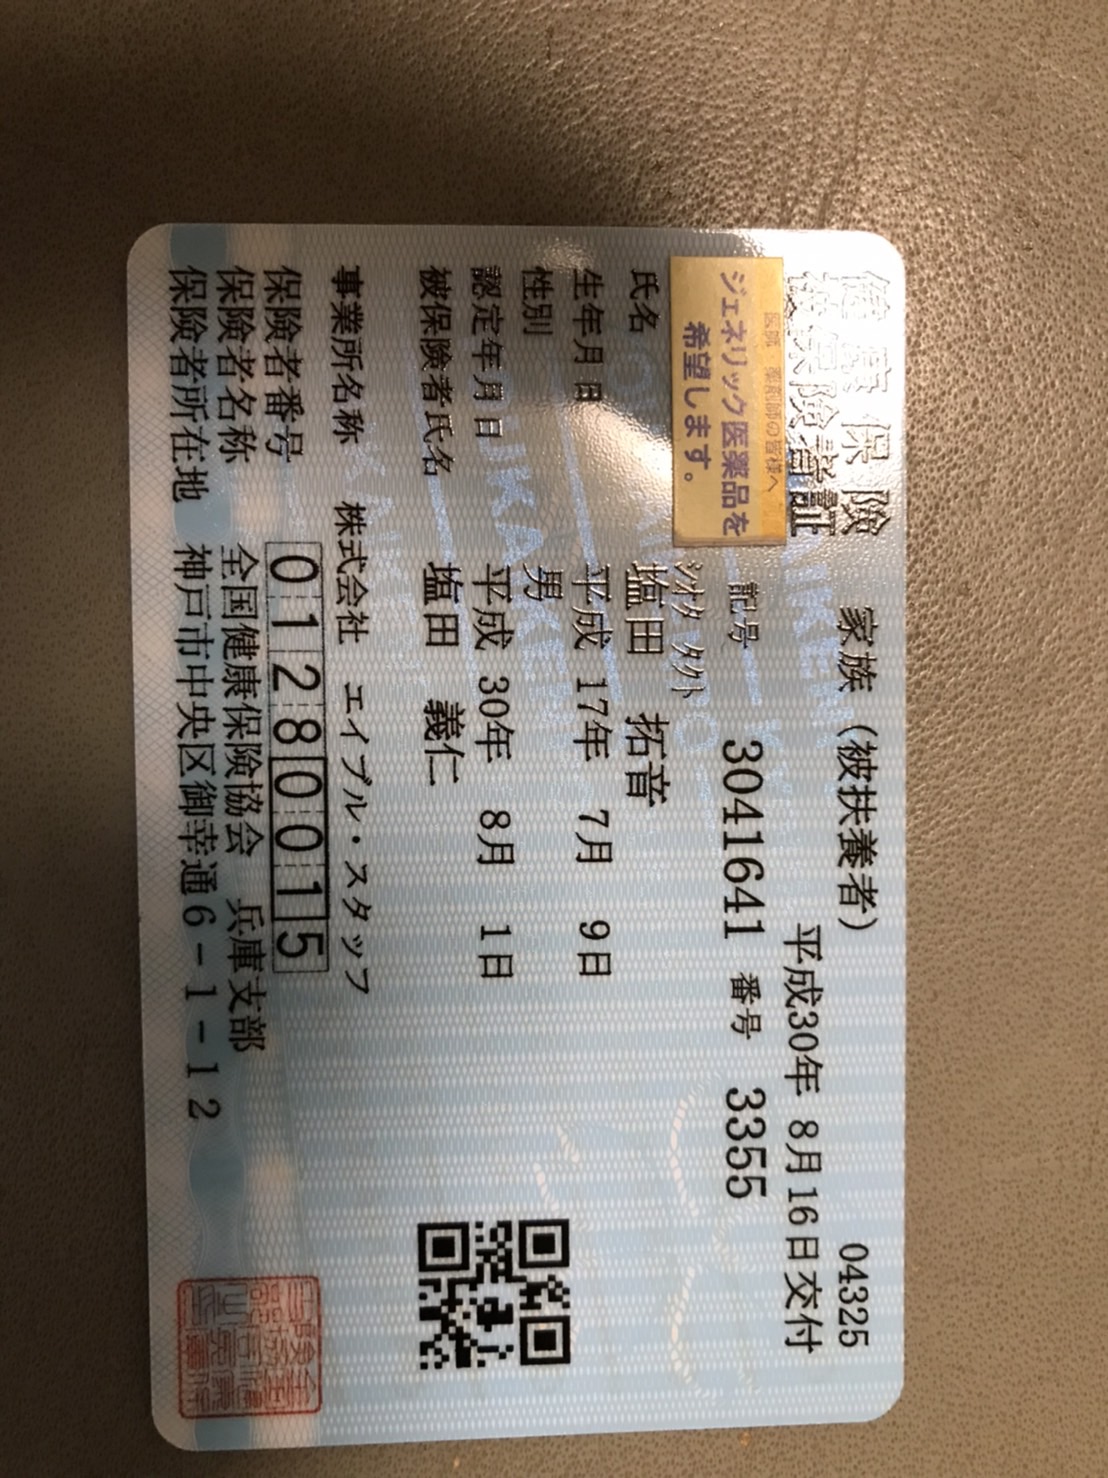 健康保険
被保険者証
家族（被扶養者）
04325
平成30年 8月16日交付
医師 薬剤師の皆様へ
ジェネリック医薬品を
希望します。
記号 3041641 番号 3355
ｼｵﾀ ﾀｸﾄ
氏名 塩田 拓音
生年月日 平成 17年 7月 9日
性別 男
認定年月日 平成 30年 8月 1日
被保険者氏名 塩田 義仁
事業所名称 株式会社 エイブル・スタッフ
保険者番号 01280015
保険者名称 全国健康保険協会 兵庫支部
保険者所在地 神戸市中央区御幸通6-1-12